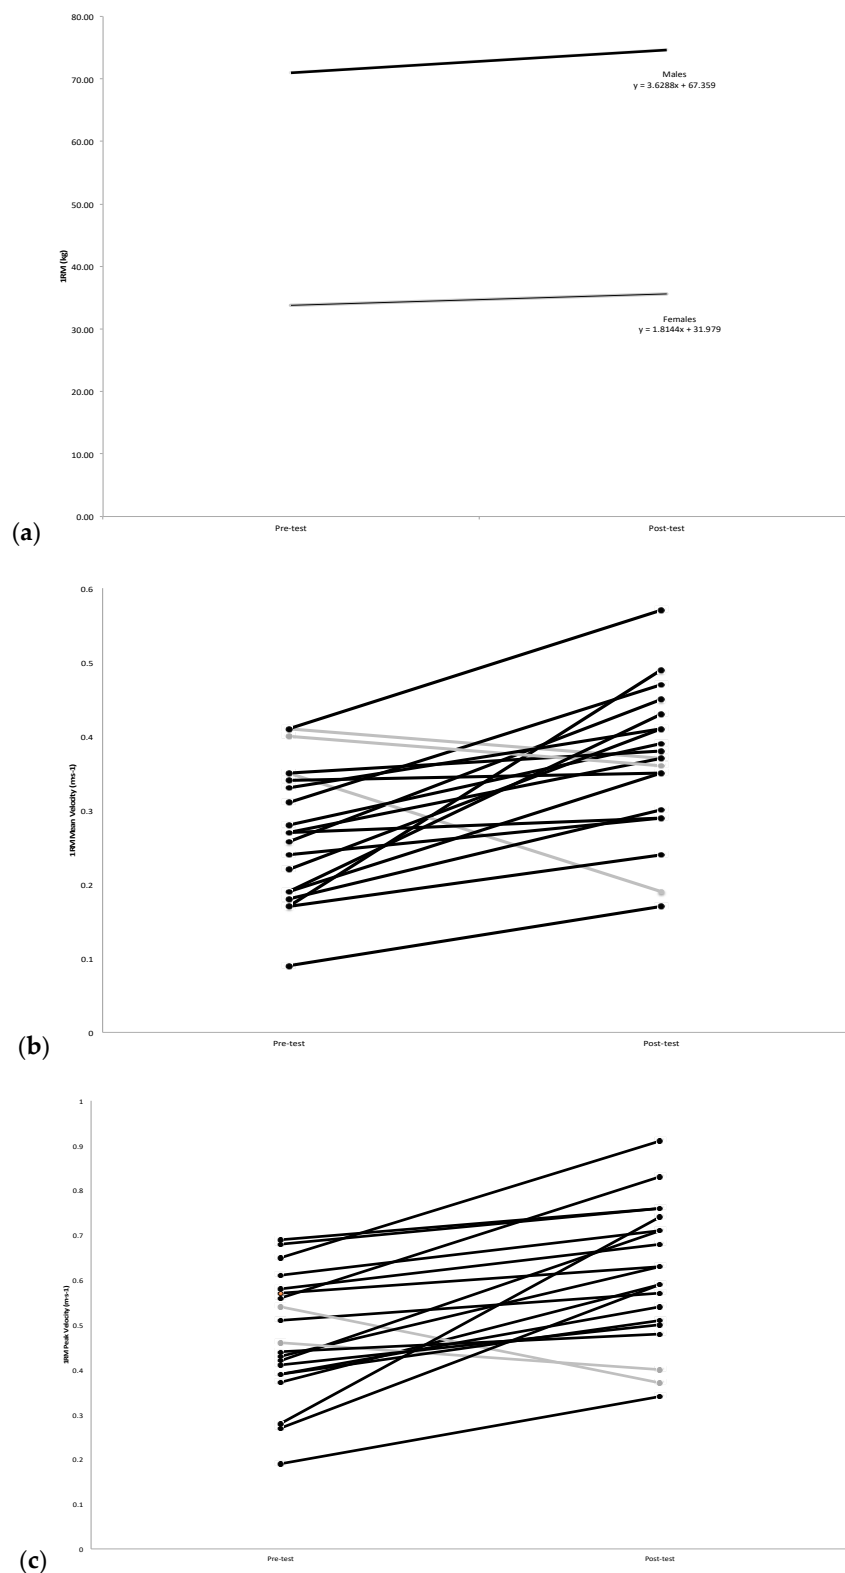 80.00
70.00
60.00
50.00
40.00
30.00
20.00
10.00
0.00
1RM (kg)
Males
y = 3.6288x + 67.359
Females
y = 1.8144x + 31.979
Pre-test
Post-test
(a)
0.6
0.5
0.4
0.3
0.2
0.1
0
1RM Mean Velocity (ms-1)
Pre-test
Post-test
(b)
1
0.9
0.8
0.7
0.6
0.5
0.4
0.3
0.2
0.1
0
1RM Peak Velocity (m·s-1)
Pre-test
Post-test
(c)